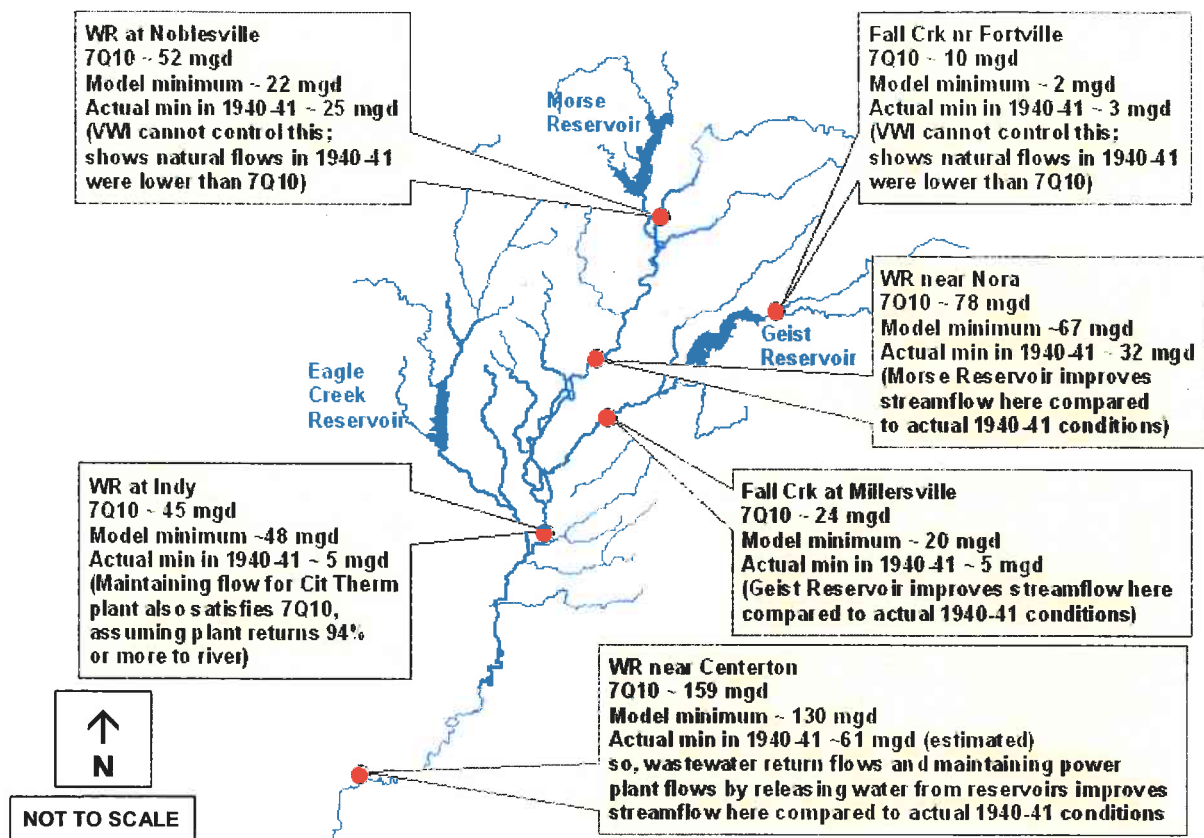 WR at Noblesville
7Q10 ~ 52 mgd
Model minimum ~ 22 mgd
Actual min in 1940-41 ~ 25 mgd
(VWI cannot control this;
shows natural flows in 1940-41
were lower than 7Q10)
Fall Crk nr Fortville
7Q10 ~ 10 mgd
Model minimum ~ 2 mgd
Actual min in 1940-41 ~ 3 mgd
(VWI cannot control this;
shows natural flows in 1940-41
were lower than 7Q10)
Morse
Reservoir
WR near Nora
7Q10 ~ 78 mgd
Model minimum ~67 mgd
Actual min in 1940-41 ~ 32 mgd
(Morse Reservoir improves
streamflow here compared
to actual 1940-41 conditions)
Geist
Reservoir
Eagle
Creek
Reservoir
WR at Indy
7Q10 ~ 45 mgd
Model minimum ~48 mgd
Actual min in 1940-41 ~ 5 mgd
(Maintaining flow for Cit Therm
plant also satisfies 7Q10,
assuming plant returns 94%
or more to river)
Fall Crk at Millersville
7Q10 ~ 24 mgd
Model minimum ~ 20 mgd
Actual min in 1940-41 ~ 5 mgd
(Geist Reservoir improves streamflow here
compared to actual 1940-41 conditions)
WR near Centerton
7Q10 ~ 159 mgd
Model minimum ~ 130 mgd
Actual min in 1940-41 ~61 mgd (estimated)
so, wastewater return flows and maintaining power
plant flows by releasing water from reservoirs improves
streamflow here compared to actual 1940-41 conditions
N
NOT TO SCALE